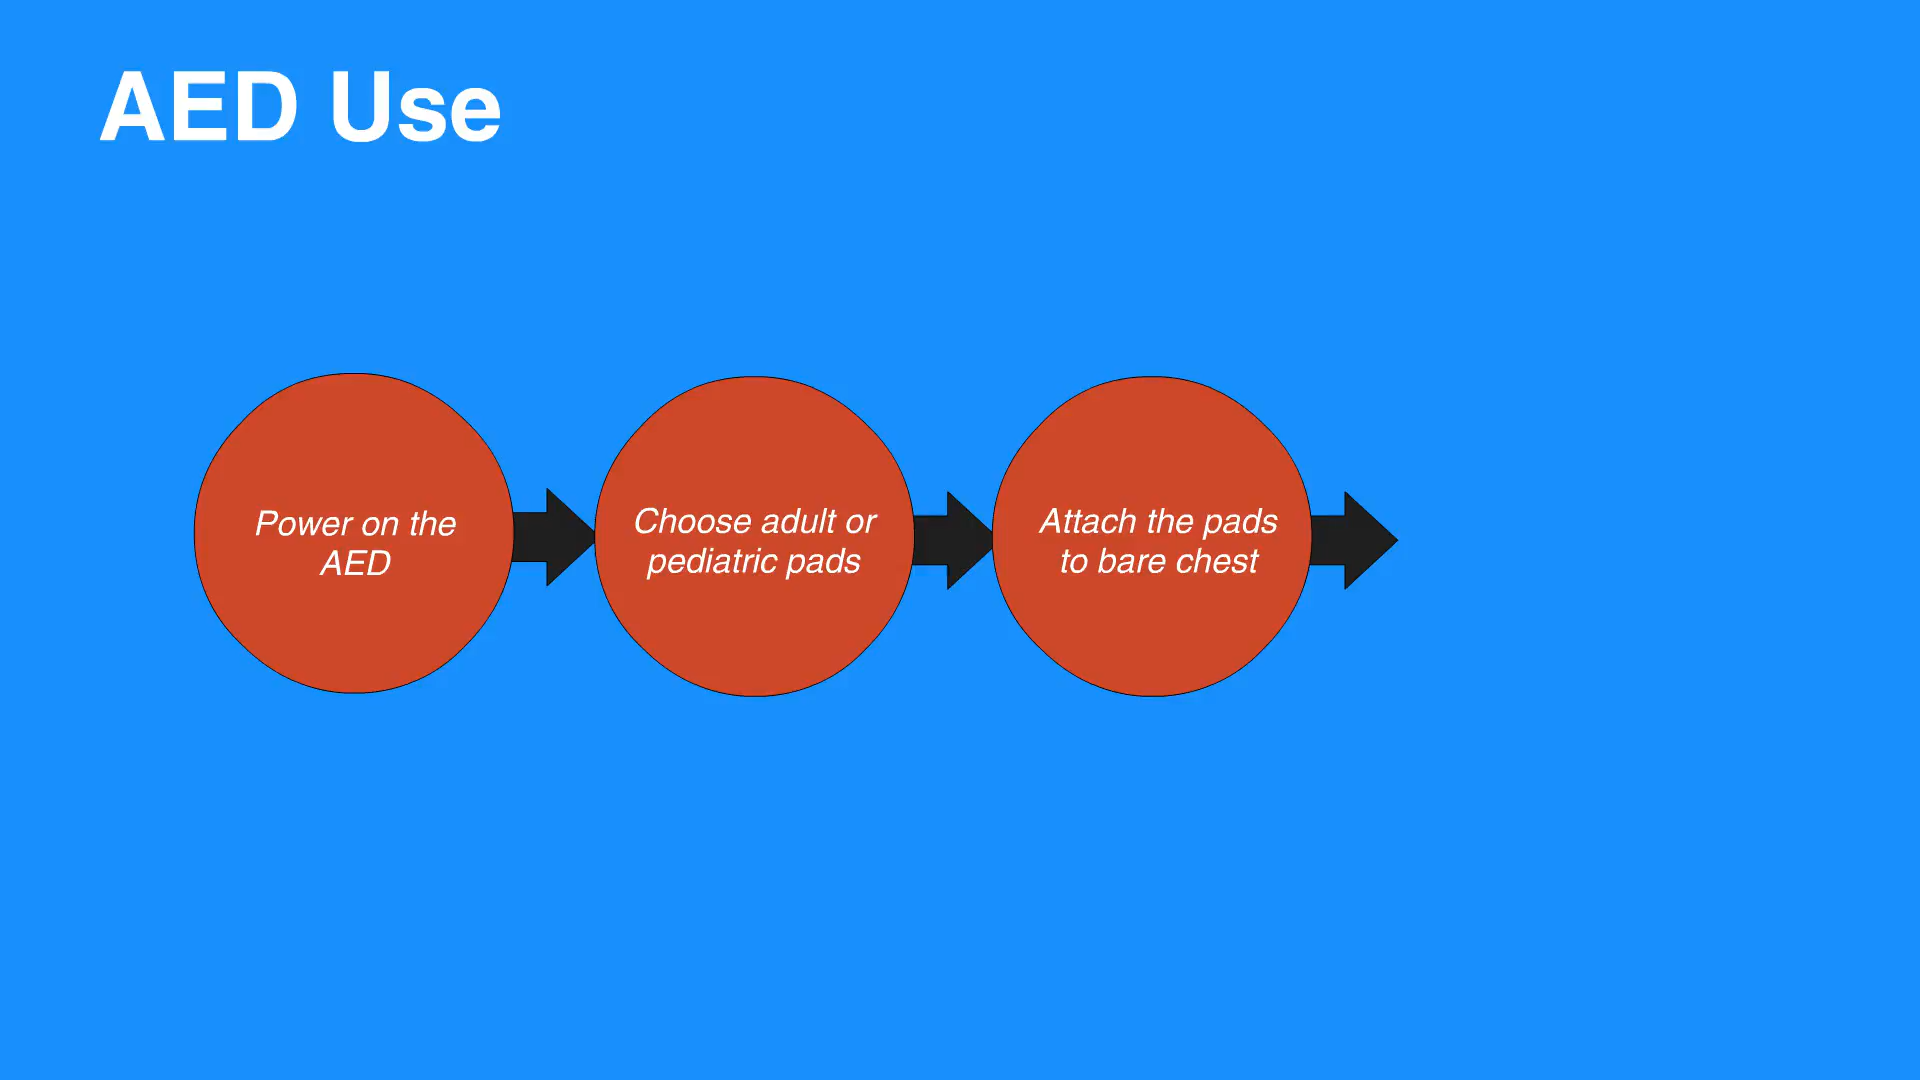 AED Use
Power on the
AED
Choose adult or
pediatric pads
Attach the pads
to bare chest